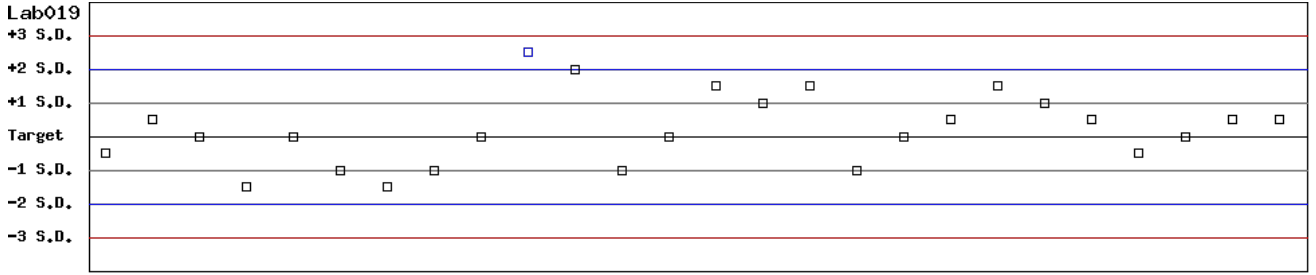 Lab019
+3 S.D.
+2 S.D.
+1 S.D.
Target
-1 S.D.
-2 S.D.
-3 S.D.